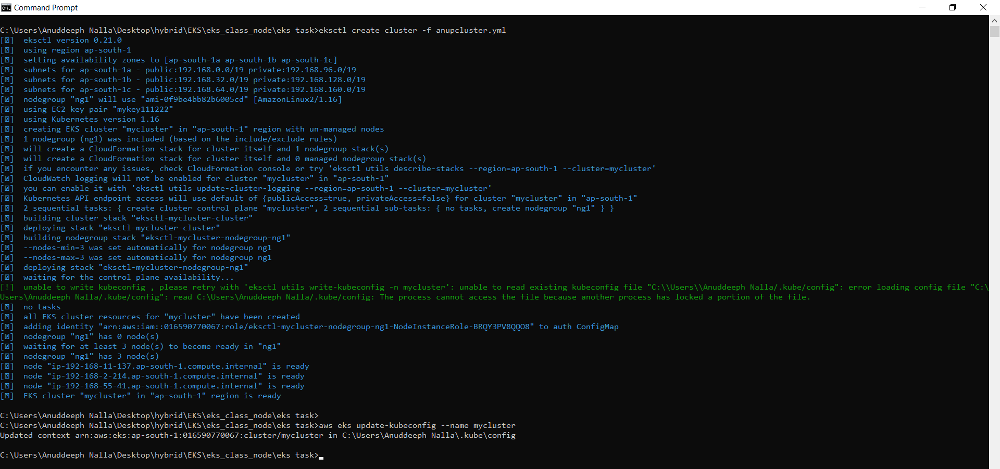 Command Prompt
C:\Users\Anuddeeph Nalla\Desktop\hybrid\EKS\eks_class_node\eks task>eksctl create cluster -f anupcluster.yml
[?]  eksctl version 0.21.0
[?]  using region ap-south-1
[?]  setting availability zones to [ap-south-1a ap-south-1b ap-south-1c]
[?]  subnets for ap-south-1a - public:192.168.0.0/19 private:192.168.96.0/19
[?]  subnets for ap-south-1b - public:192.168.32.0/19 private:192.168.128.0/19
[?]  subnets for ap-south-1c - public:192.168.64.0/19 private:192.168.160.0/19
[?]  nodegroup "ng1" will use "ami-0f9be4bb82b6005cd" [AmazonLinux2/1.16]
[?]  using EC2 key pair "mykey111222"
[?]  using Kubernetes version 1.16
[?]  creating EKS cluster "mycluster" in "ap-south-1" region with un-managed nodes
[?]  1 nodegroup (ng1) was included (based on the include/exclude rules)
[?]  will create a CloudFormation stack for cluster itself and 1 nodegroup stack(s)
[?]  will create a CloudFormation stack for cluster itself and 0 managed nodegroup stack(s)
[?]  if you encounter any issues, check CloudFormation console or try 'eksctl utils describe-stacks --region=ap-south-1 --cluster=mycluster'
[?]  CloudWatch logging will not be enabled for cluster "mycluster" in "ap-south-1"
[?]  you can enable it with 'eksctl utils update-cluster-logging --region=ap-south-1 --cluster=mycluster'
[?]  Kubernetes API endpoint access will use default of {publicAccess=true, privateAccess=false} for cluster "mycluster" in "ap-south-1"
[?]  2 sequential tasks: { create cluster control plane "mycluster", 2 sequential sub-tasks: { no tasks, create nodegroup "ng1" } }
[?]  building cluster stack "eksctl-mycluster-cluster"
[?]  deploying stack "eksctl-mycluster-cluster"
[?]  building nodegroup stack "eksctl-mycluster-nodegroup-ng1"
[?]  --nodes-min=3 was set automatically for nodegroup ng1
[?]  --nodes-max=3 was set automatically for nodegroup ng1
[?]  deploying stack "eksctl-mycluster-nodegroup-ng1"
[?]  waiting for the control plane availability...
[!]  unable to write kubeconfig , please retry with 'eksctl utils write-kubeconfig -n mycluster': unable to read existing kubeconfig file "C:\\Users\\Anuddeeph Nalla/.kube/config": error loading config file "C:\
Users\Anuddeeph Nalla/.kube/config": read C:\Users\Anuddeeph Nalla/.kube/config: The process cannot access the file because another process has locked a portion of the file.
[?]  no tasks
[?]  all EKS cluster resources for "mycluster" have been created
[?]  adding identity "arn:aws:iam::016590770067:role/eksctl-mycluster-nodegroup-ng1-NodeInstanceRole-BRQY3PV8QQO8" to auth ConfigMap
[?]  nodegroup "ng1" has 0 node(s)
[?]  waiting for at least 3 node(s) to become ready in "ng1"
[?]  nodegroup "ng1" has 3 node(s)
[?]  node "ip-192-168-11-137.ap-south-1.compute.internal" is ready
[?]  node "ip-192-168-2-214.ap-south-1.compute.internal" is ready
[?]  node "ip-192-168-55-41.ap-south-1.compute.internal" is ready
[?]  EKS cluster "mycluster" in "ap-south-1" region is ready
C:\Users\Anuddeeph Nalla\Desktop\hybrid\EKS\eks_class_node\eks task>
C:\Users\Anuddeeph Nalla\Desktop\hybrid\EKS\eks_class_node\eks task>aws eks update-kubeconfig --name mycluster
Updated context arn:aws:eks:ap-south-1:016590770067:cluster/mycluster in C:\Users\Anuddeeph Nalla\.kube\config
C:\Users\Anuddeeph Nalla\Desktop\hybrid\EKS\eks_class_node\eks task>